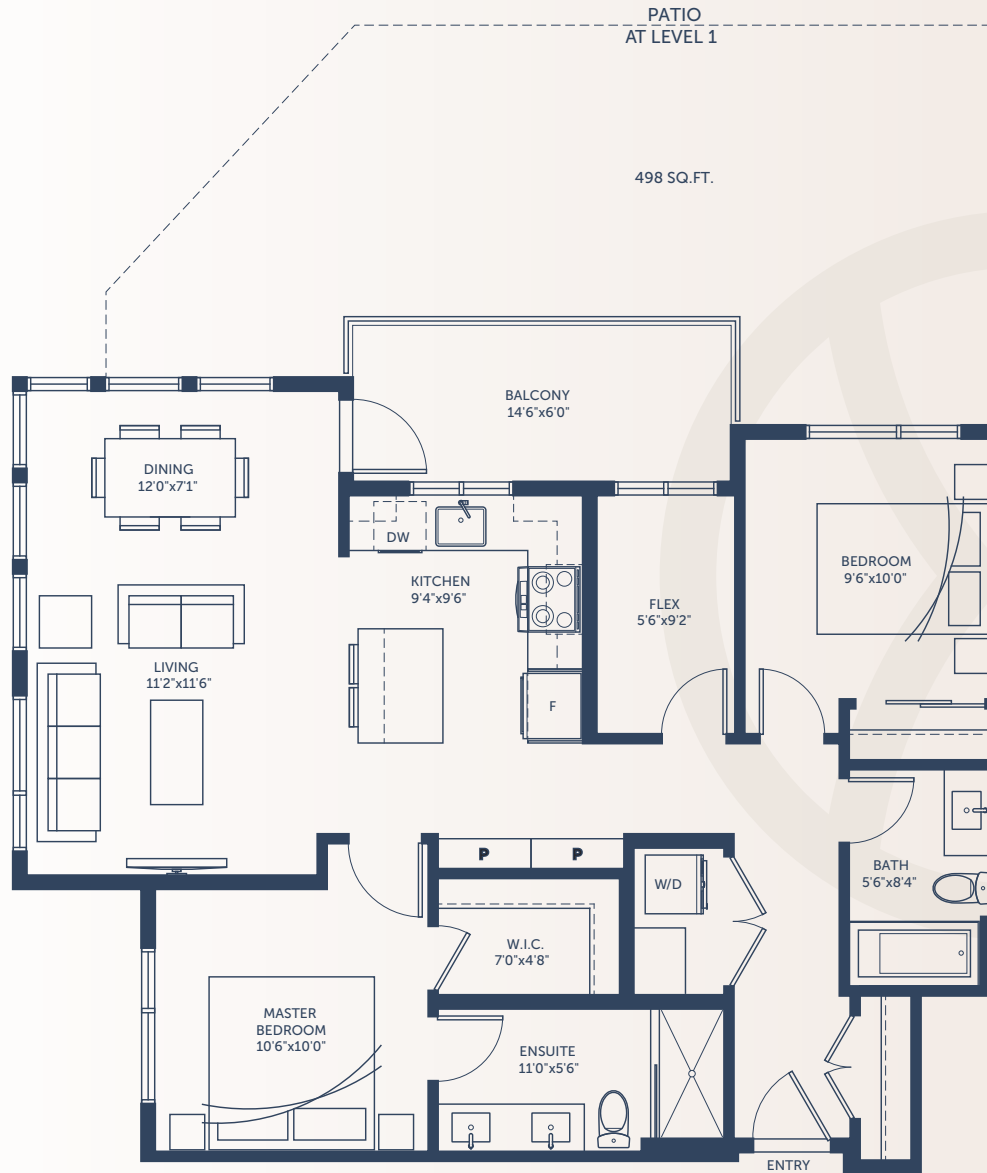 PATIO
AT LEVEL 1
498 SQ.FT.
BALCONY
14'6"x6'0"
DINING
12'0"x7'1"
DW
KITCHEN
9'4"x9'6"
BEDROOM
9'6"x10'0"
FLEX
5'6"x9'2"
LIVING
11'2"x11'6"
F
P
P
W/D
BATH
5'6"x8'4"
W.I.C.
7'0"x4'8"
MASTER
BEDROOM
10'6"x10'0"
ENSUITE
11'0"x5'6"
ENTRY